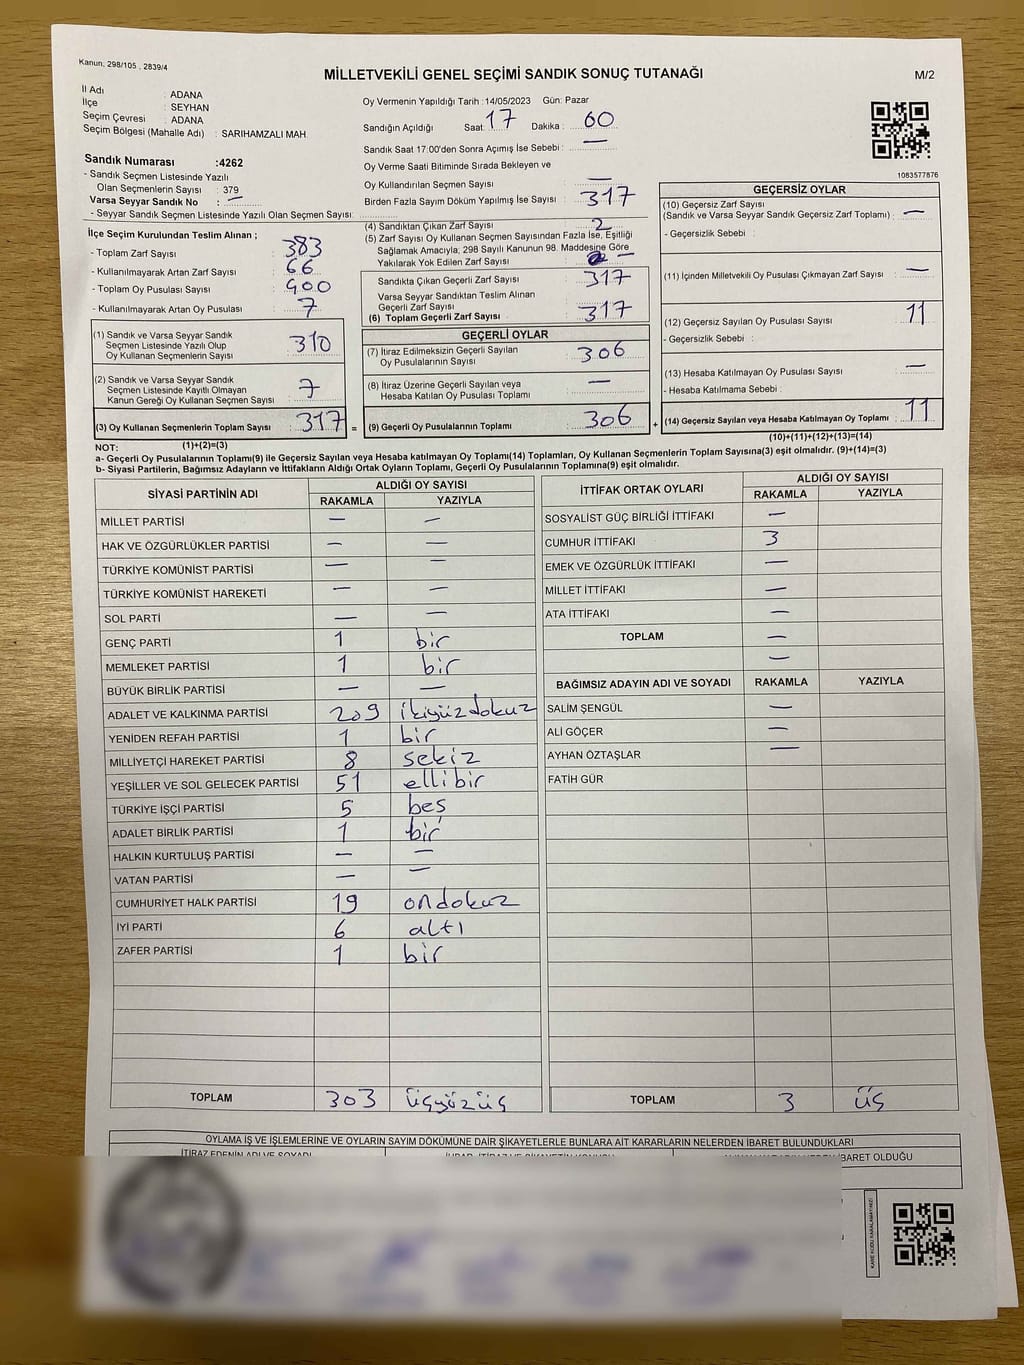 Kanun, 298/105 , 2839/4
MİLLETVEKİLİ GENEL SEÇİMİ SANDIK SONUÇ TUTANAĞI
M/2
İl Adı : ADANA
İlçe : SEYHAN
Seçim Çevresi : ADANA
Seçim Bölgesi (Mahalle Adı) : SARIHAMZALI MAH.
Sandık Numarası :4262
- Sandık Seçmen Listesinde Yazılı
Olan Seçmenlerin Sayısı : 379
Varsa Seyyar Sandık No : —
- Seyyar Sandık Seçmen Listesinde Yazılı Olan Seçmen Sayısı:
Oy Vermenin Yapıldığı Tarih :14/05/2023 Gün: Pazar
Sandığın Açıldığı Saat: 17 Dakika : 60
Sandık Saat 17:00'den Sonra Açımış İse Sebebi : —
Oy Verme Saati Bitiminde Sırada Bekleyen ve
Oy Kullandırılan Seçmen Sayısı —
Birden Fazla Sayım Döküm Yapılmış İse Sayısı 317
1083577876
İlçe Seçim Kurulundan Teslim Alınan ;
- Toplam Zarf Sayısı : 383
- Kullanılmayarak Artan Zarf Sayısı : 66
- Toplam Oy Pusulası Sayısı : 400
- Kullanılmayarak Artan Oy Pusulası : 7
(1) Sandık ve Varsa Seyyar Sandık
Seçmen Listesinde Yazılı Olup
Oy Kullanan Seçmenlerin Sayısı : 310
(2) Sandık ve Varsa Seyyar Sandık
Seçmen Listesinde Kayıtlı Olmayan
Kanun Gereği Oy Kullanan Seçmen Sayısı : 7
(3) Oy Kullanan Seçmenlerin Toplam Sayısı : 317 =
(4) Sandıktan Çıkan Zarf Sayısı : 2
(5) Zarf Sayısı Oy Kullanan Seçmen Sayısından Fazla İse, Eşitliği
Sağlamak Amacıyla; 298 Sayılı Kanunun 98. Maddesine Göre
Yakılarak Yok Edilen Zarf Sayısı : —
Sandıkta Çıkan Geçerli Zarf Sayısı : 317
Varsa Seyyar Sandıktan Teslim Alınan
Geçerli Zarf Sayısı
(6) Toplam Geçerli Zarf Sayısı : 317
GEÇERLİ OYLAR
(7) İtiraz Edilmeksizin Geçerli Sayılan
Oy Pusulalarının Sayısı : 306
(8) İtiraz Üzerine Geçerli Sayılan veya
Hesaba Katılan Oy Pusulası Toplamı : —
(9) Geçerli Oy Pusulalarının Toplamı : 306 +
GEÇERSİZ OYLAR
(10) Geçersiz Zarf Sayısı
(Sandık ve Varsa Seyyar Sandık Geçersiz Zarf Toplamı) : —
- Geçersizlik Sebebi :
(11) İçinden Milletvekili Oy Pusulası Çıkmayan Zarf Sayısı : —
(12) Geçersiz Sayılan Oy Pusulası Sayısı : 11
- Geçersizlik Sebebi :
(13) Hesaba Katılmayan Oy Pusulası Sayısı : —
- Hesaba Katılmama Sebebi :
(14) Geçersiz Sayılan veya Hesaba Katılmayan Oy Toplamı : 11
NOT: (1)+(2)=(3)
(10)+(11)+(12)+(13)=(14)
a- Geçerli Oy Pusulalarının Toplamı(9) ile Geçersiz Sayılan veya Hesaba katılmayan Oy Toplamı(14) Toplamları, Oy Kullanan Seçmenlerin Toplam Sayısına(3) eşit olmalıdır. (9)+(14)=(3)
b- Siyasi Partilerin, Bağımsız Adayların ve İttifakların Aldığı Ortak Oyların Toplamı, Geçerli Oy Pusulalarının Toplamına(9) eşit olmalıdır.
SİYASİ PARTİNİN ADI ALDIĞI OY SAYISI
RAKAMLA YAZIYLA
MİLLET PARTİSİ — —
HAK VE ÖZGÜRLÜKLER PARTİSİ — —
TÜRKİYE KOMÜNİST PARTİSİ — —
TÜRKİYE KOMÜNİST HAREKETİ — —
SOL PARTİ — —
GENÇ PARTİ 1 bir
MEMLEKET PARTİSİ 1 bir
BÜYÜK BİRLİK PARTİSİ — —
ADALET VE KALKINMA PARTİSİ 209 ikiyüzdokuz
YENİDEN REFAH PARTİSİ 1 bir
MİLLİYETÇİ HAREKET PARTİSİ 8 sekiz
YEŞİLLER VE SOL GELECEK PARTİSİ 51 ellibir
TÜRKİYE İŞÇİ PARTİSİ 5 beş
ADALET BİRLİK PARTİSİ 1 bir
HALKIN KURTULUŞ PARTİSİ — —
VATAN PARTİSİ — —
CUMHURİYET HALK PARTİSİ 19 ondokuz
İYİ PARTİ 6 altı
ZAFER PARTİSİ 1 bir
TOPLAM 303 üçyüzüç
İTTİFAK ORTAK OYLARI ALDIĞI OY SAYISI
RAKAMLA YAZIYLA
SOSYALİST GÜÇ BİRLİĞİ İTTİFAKI —
CUMHUR İTTİFAKI 3
EMEK VE ÖZGÜRLÜK İTTİFAKI —
MİLLET İTTİFAKI —
ATA İTTİFAKI —
TOPLAM —
—
BAĞIMSIZ ADAYIN ADI VE SOYADI RAKAMLA YAZIYLA
SALİM ŞENGÜL —
ALİ GÖÇER —
AYHAN ÖZTAŞLAR —
FATİH GÜR
TOPLAM 3 üç
OYLAMA İŞ VE İŞLEMLERİNE VE OYLARIN SAYIM DÖKÜMÜNE DAİR ŞİKAYETLERLE BUNLARA AİT KARARLARIN NELERDEN İBARET BULUNDUKLARI
İTİRAZ EDENİN ADI VE SOYADI
İBARET OLDUĞU